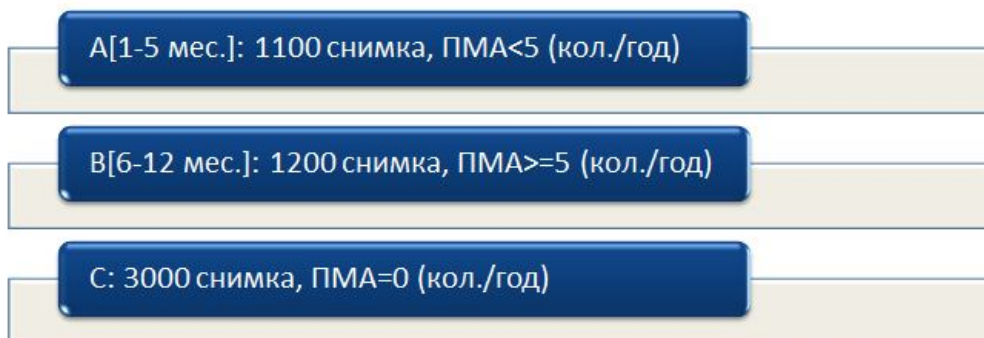 A[1-5 мес.]: 1100 снимка, ПМА<5 (кол./год)
B[6-12 мес.]: 1200 снимка, ПМА>=5 (кол./год)
C: 3000 снимка, ПМА=0 (кол./год)